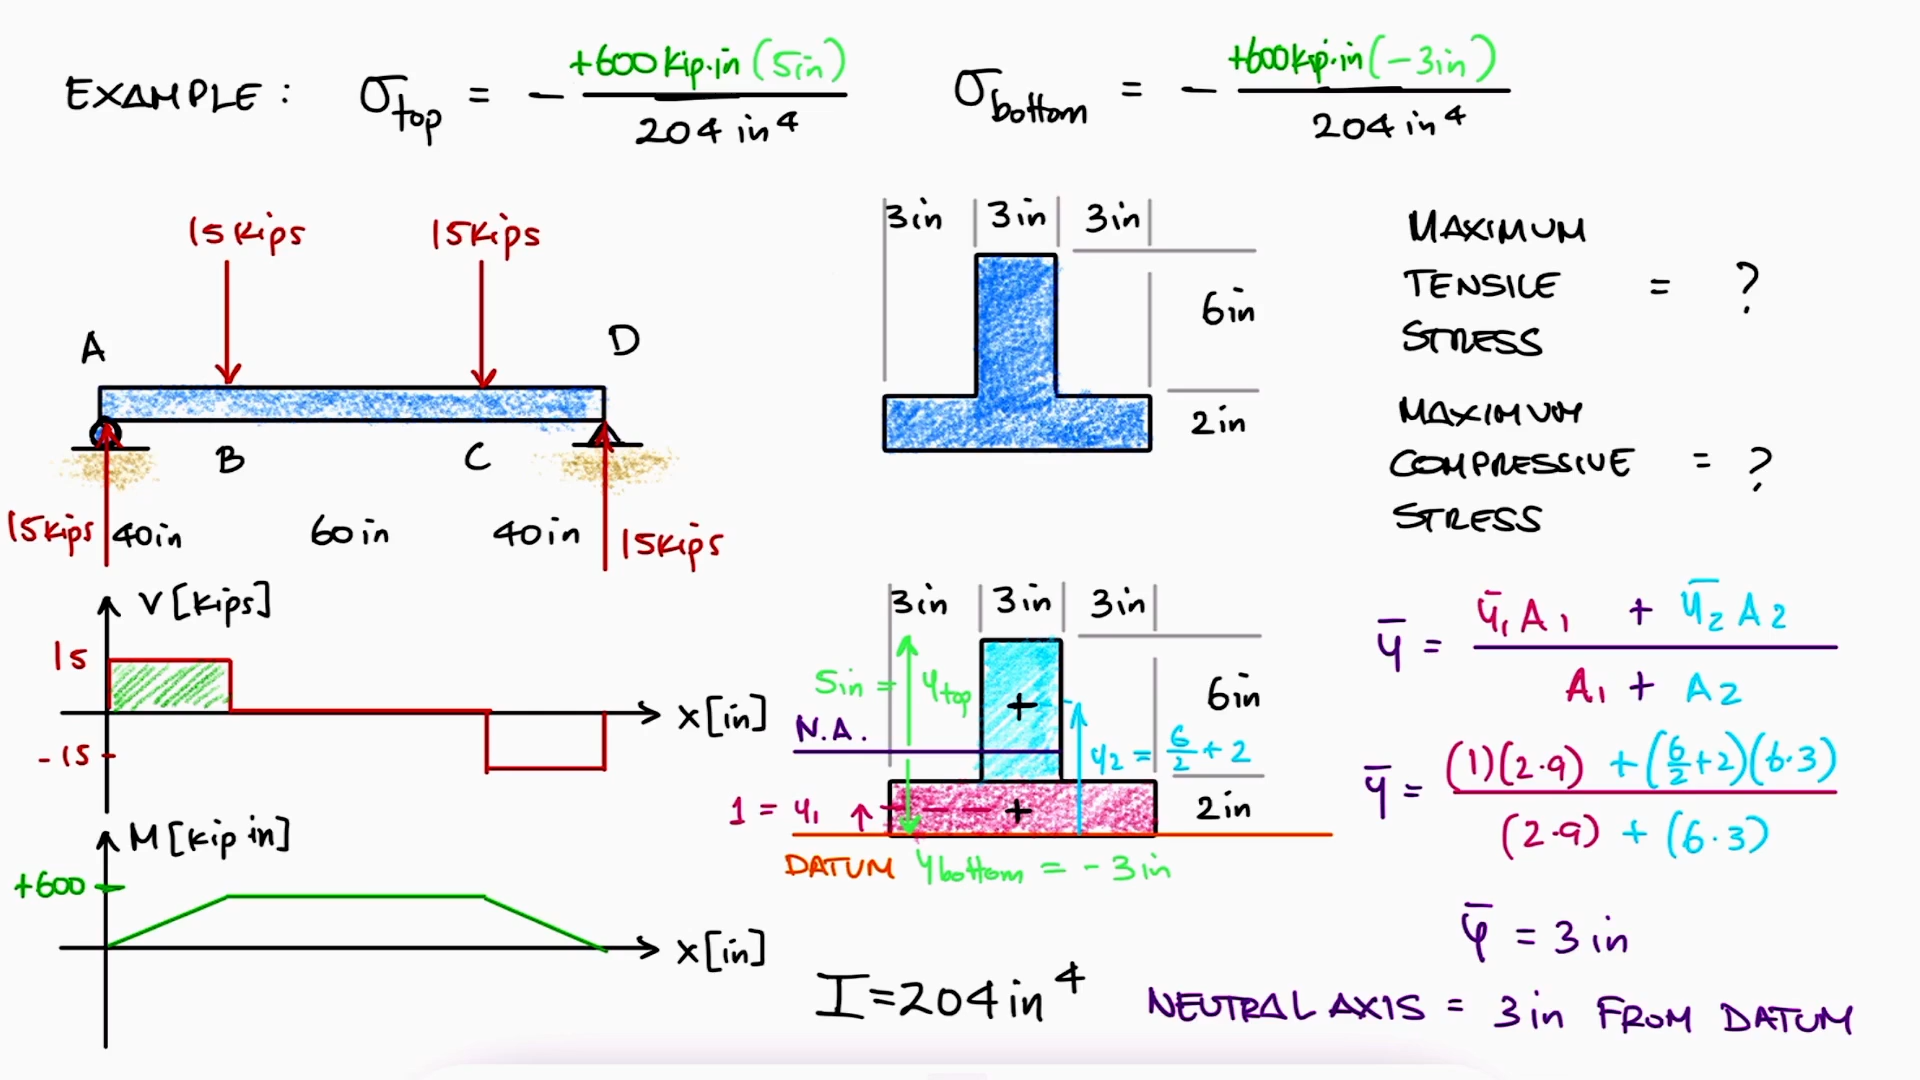 EXAMPLE : σtop = - +600 kip·in (5in) / 204 in⁴
σbottom = - +600 kip·in (-3in) / 204 in⁴
15 kips 15 kips
A D
B C
15 kips 40in 60in 40in 15 kips
3in 3in 3in
6in
2in
MAXIMUM
TENSILE = ?
STRESS
MAXIMUM
COMPRESSIVE = ?
STRESS
V [kips]
15
-15
x [in]
M [kip in]
+600
x [in]
3in 3in 3in
5in = ytop
6in
N.A.
y2 = 6/2 + 2
1 = y1
2in
DATUM ybottom = -3in
I = 204 in⁴
ȳ = ȳ1 A1 + ȳ2 A2 / A1 + A2
ȳ = (1)(2·9) + (6/2+2)(6·3) / (2·9) + (6·3)
ȳ = 3 in
NEUTRAL AXIS = 3in FROM DATUM